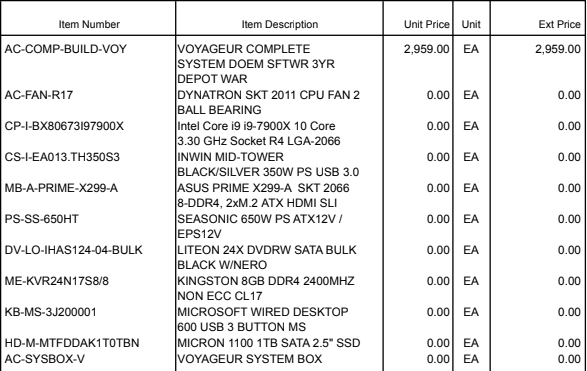 Item Number Item Description Unit Price Unit Ext Price
AC-COMP-BUILD-VOY VOYAGEUR COMPLETE 2,959.00 EA 2,959.00
SYSTEM DOEM SFTWR 3YR
DEPOT WAR
AC-FAN-R17 DYNATRON SKT 2011 CPU FAN 2 0.00 EA 0.00
BALL BEARING
CP-I-BX80673I97900X Intel Core i9 i9-7900X 10 Core 0.00 EA 0.00
3.30 GHz Socket R4 LGA-2066
CS-I-EA013.TH350S3 INWIN MID-TOWER 0.00 EA 0.00
BLACK/SILVER 350W PS USB 3.0
MB-A-PRIME-X299-A ASUS PRIME X299-A SKT 2066 0.00 EA 0.00
8-DDR4, 2xM.2 ATX HDMI SLI
PS-SS-650HT SEASONIC 650W PS ATX12V / 0.00 EA 0.00
EPS12V
DV-LO-IHAS124-04-BULK LITEON 24X DVDRW SATA BULK 0.00 EA 0.00
BLACK W/NERO
ME-KVR24N17S8/8 KINGSTON 8GB DDR4 2400MHZ 0.00 EA 0.00
NON ECC CL17
KB-MS-3J200001 MICROSOFT WIRED DESKTOP 0.00 EA 0.00
600 USB 3 BUTTON MS
HD-M-MTFDDAK1T0TBN MICRON 1100 1TB SATA 2.5" SSD 0.00 EA 0.00
AC-SYSBOX-V VOYAGEUR SYSTEM BOX 0.00 EA 0.00